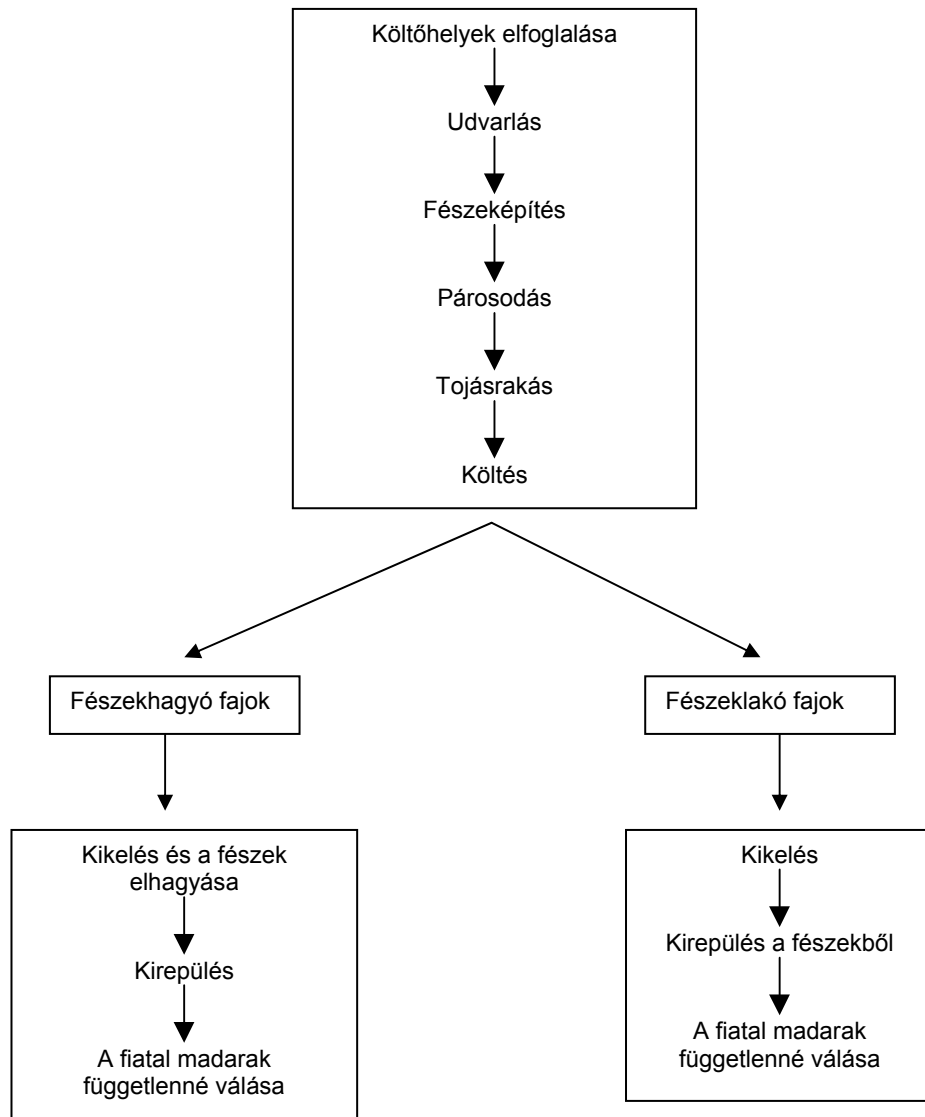 Költőhelyek elfoglalása
Udvarlás
Fészeképítés
Párosodás
Tojásrakás
Költés
Fészekhagyó fajok
Fészeklakó fajok
Kikelés és a fészek
elhagyása
Kirepülés
A fiatal madarak
függetlenné válása
Kikelés
Kirepülés a fészekből
A fiatal madarak
függetlenné válása